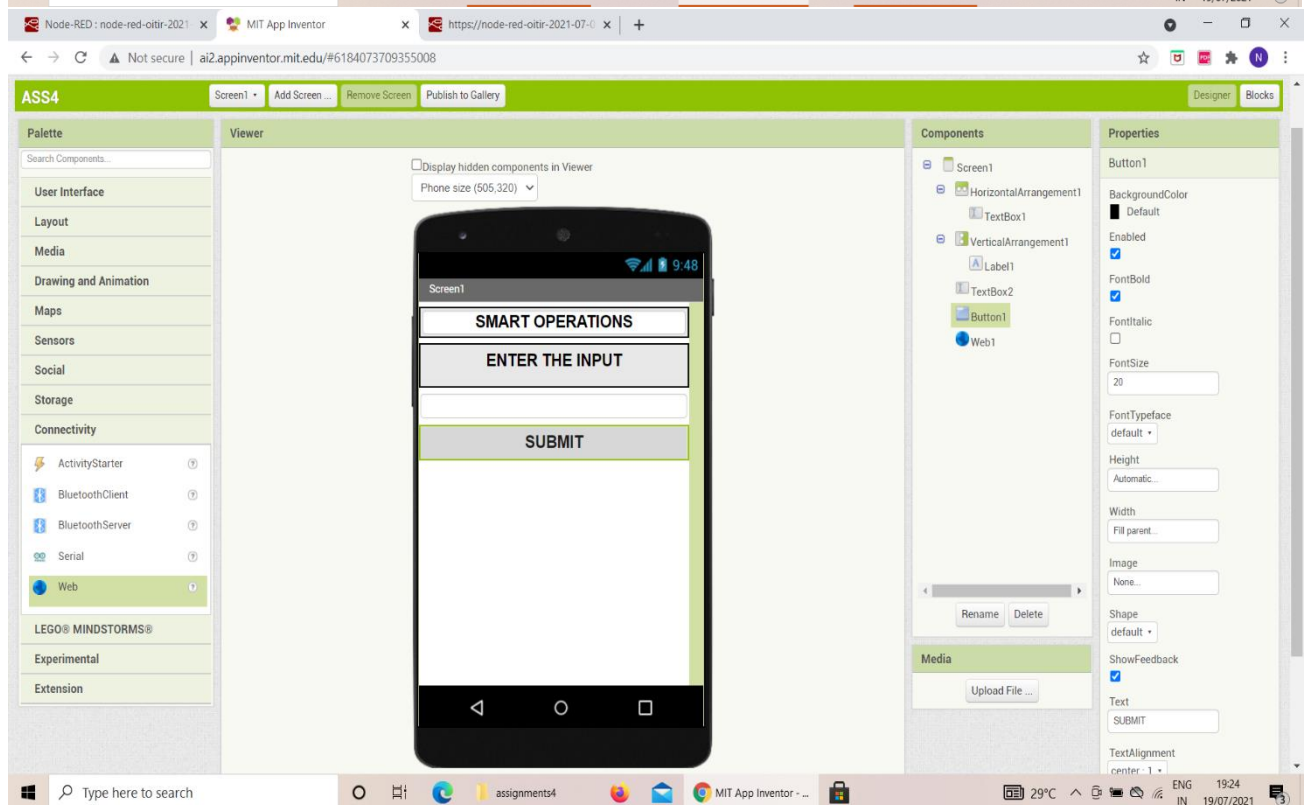 IN 19/07/2021
Node-RED : node-red-oitir-2021
MIT App Inventor
https://node-red-oitir-2021-07-0
Not secure | ai2.appinventor.mit.edu/#6184073709355008
N
ASS4
Screen1
Add Screen ...
Remove Screen
Publish to Gallery
Designer
Blocks
Palette
Search Components...
User Interface
Layout
Media
Drawing and Animation
Maps
Sensors
Social
Storage
Connectivity
ActivityStarter
BluetoothClient
BluetoothServer
Serial
Web
LEGO® MINDSTORMS®
Experimental
Extension
Viewer
Display hidden components in Viewer
Phone size (505,320)
9:48
Screen1
SMART OPERATIONS
ENTER THE INPUT
SUBMIT
Components
Screen1
HorizontalArrangement1
TextBox1
VerticalArrangement1
Label1
TextBox2
Button1
Web1
Rename
Delete
Media
Upload File ...
Properties
Button1
BackgroundColor
Default
Enabled
FontBold
FontItalic
FontSize
20
FontTypeface
default
Height
Automatic...
Width
Fill parent...
Image
None...
Shape
default
ShowFeedback
Text
SUBMIT
TextAlignment
center : 1
Type here to search
assignments4
MIT App Inventor - ...
29°C
ENG
IN
19:24
19/07/2021
3